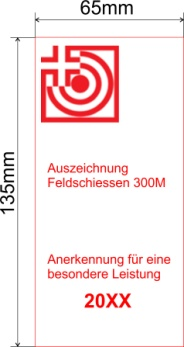 65mm
135mm
Auszeichnung
Feldschiessen 300M
Anerkennung für eine
besondere Leistung
20XX